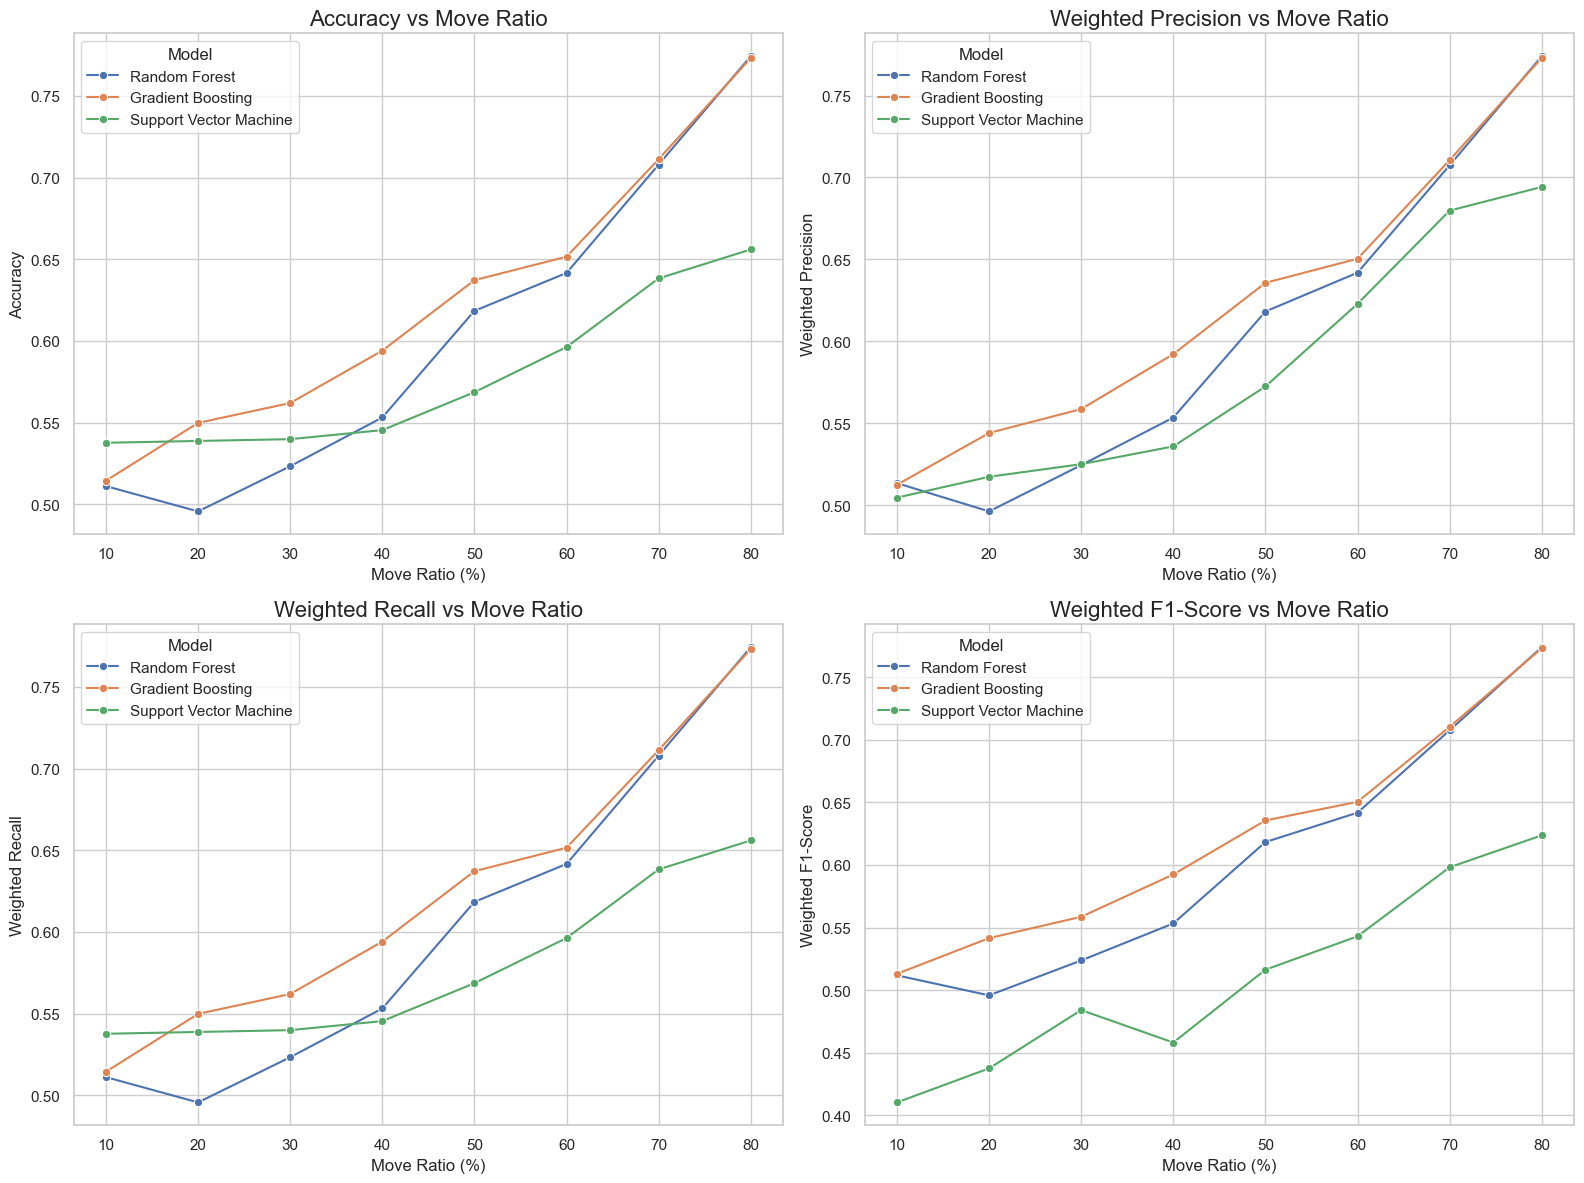 Accuracy vs Move Ratio
Model
Random Forest
Gradient Boosting
Support Vector Machine
Accuracy
0.75
0.70
0.65
0.60
0.55
0.50
10 20 30 40 50 60 70 80
Move Ratio (%)
Weighted Precision vs Move Ratio
Model
Random Forest
Gradient Boosting
Support Vector Machine
Weighted Precision
0.75
0.70
0.65
0.60
0.55
0.50
10 20 30 40 50 60 70 80
Move Ratio (%)
Weighted Recall vs Move Ratio
Model
Random Forest
Gradient Boosting
Support Vector Machine
Weighted Recall
0.75
0.70
0.65
0.60
0.55
0.50
10 20 30 40 50 60 70 80
Move Ratio (%)
Weighted F1-Score vs Move Ratio
Model
Random Forest
Gradient Boosting
Support Vector Machine
Weighted F1-Score
0.75
0.70
0.65
0.60
0.55
0.50
0.45
0.40
10 20 30 40 50 60 70 80
Move Ratio (%)